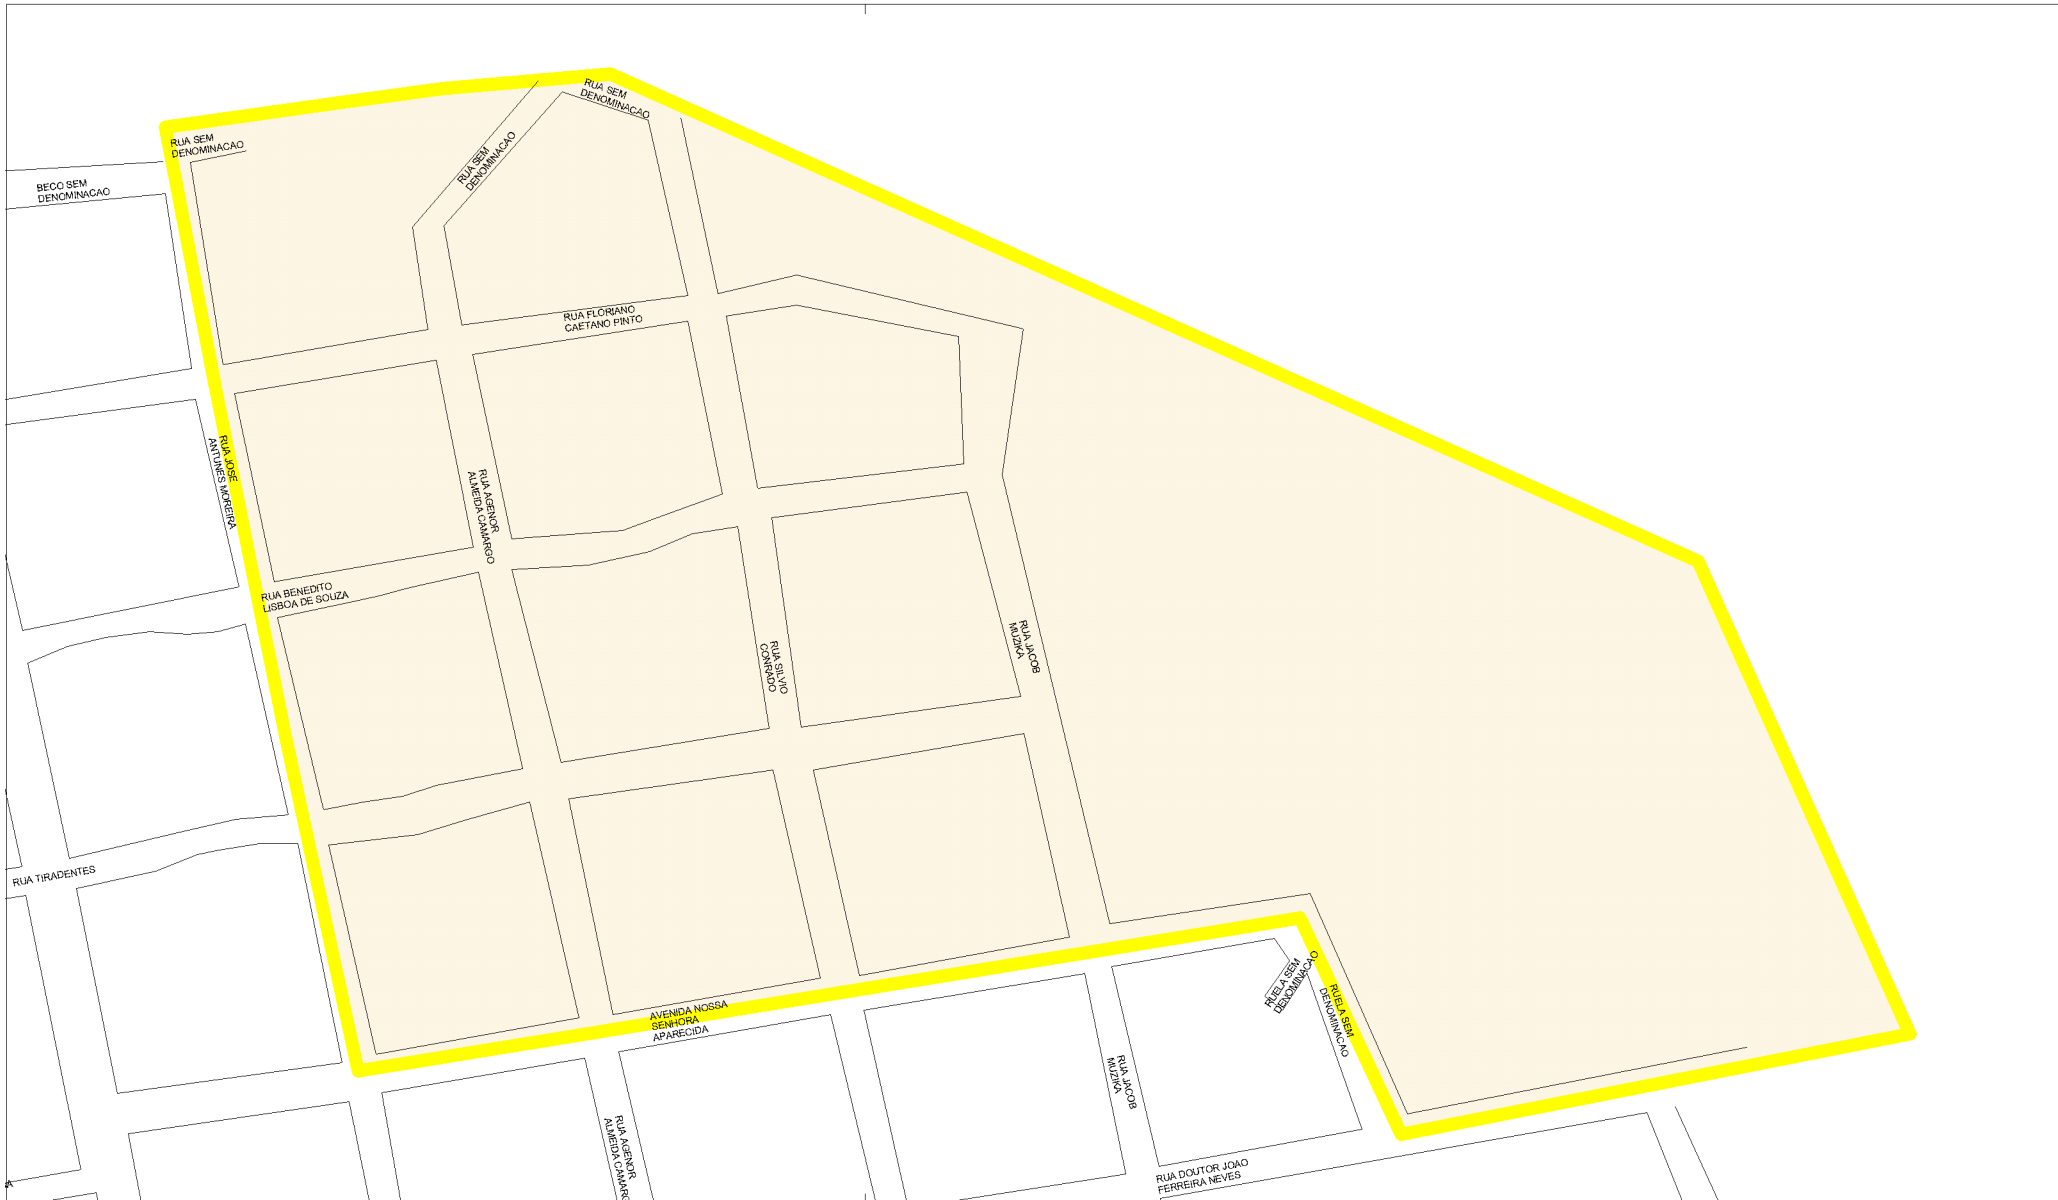 RUA SEM
DENOMINACAO
RUA SEM
DENOMINACAO
RUA SEM
DENOMINACAO
BECO SEM
DENOMINACAO
RUA FLORIANO
CAETANO PINTO
RUA JOSE
ANTUNES MOREIRA
RUA AGENOR
ALMEIDA CAMARGO
RUA BENEDITO
LISBOA DE SOUZA
RUA SILVIO
CONRADO
RUA JACOB
MUZIKA
RUA TIRADENTES
RUELA SEM
DENOMINACAO
RUELA SEM
DENOMINACAO
AVENIDA NOSSA
SENHORA
APARECIDA
RUA JACOB
MUZIKA
RUA AGENOR
ALMEIDA CAMARG
RUA DOUTOR JOAO
FERREIRA NEVES
A